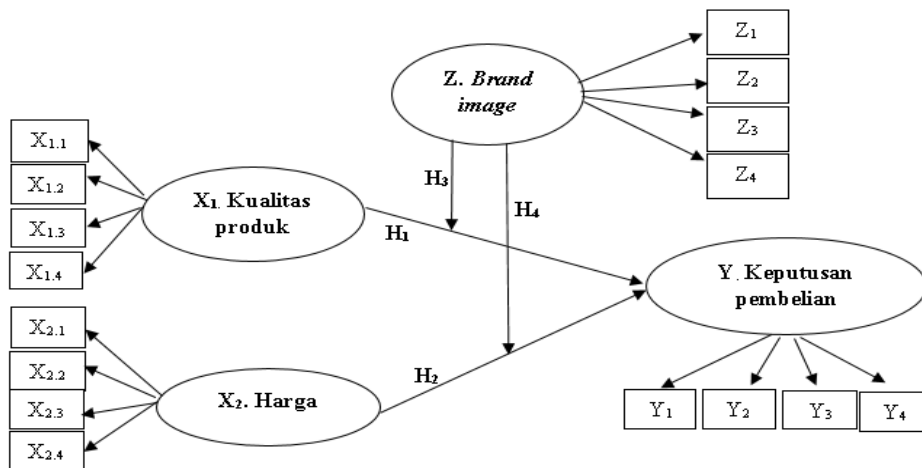 Z₁
Z. Brand
image
Z₂
Z₃
Z₄
X₁.₁
X₁.₂
X₁.₃
X₁.₄
X₁. Kualitas
produk
H₃
H₄
H₁
Y. Keputusan
pembelian
X₂.₁
X₂.₂
X₂.₃
X₂.₄
X₂. Harga
H₂
Y₁
Y₂
Y₃
Y₄